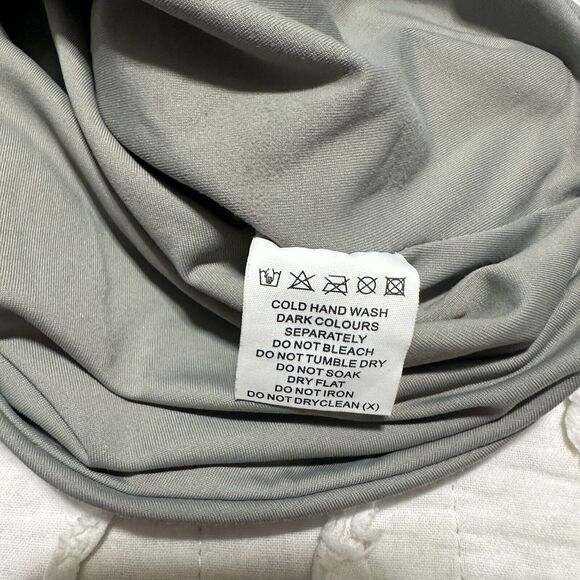 COLD HAND WASH
DARK COLOURS
SEPARATELY
DO NOT BLEACH
DO NOT TUMBLE DRY
DO NOT SOAK
DRY FLAT
DO NOT IRON
DO NOT DRYCLEAN (X)